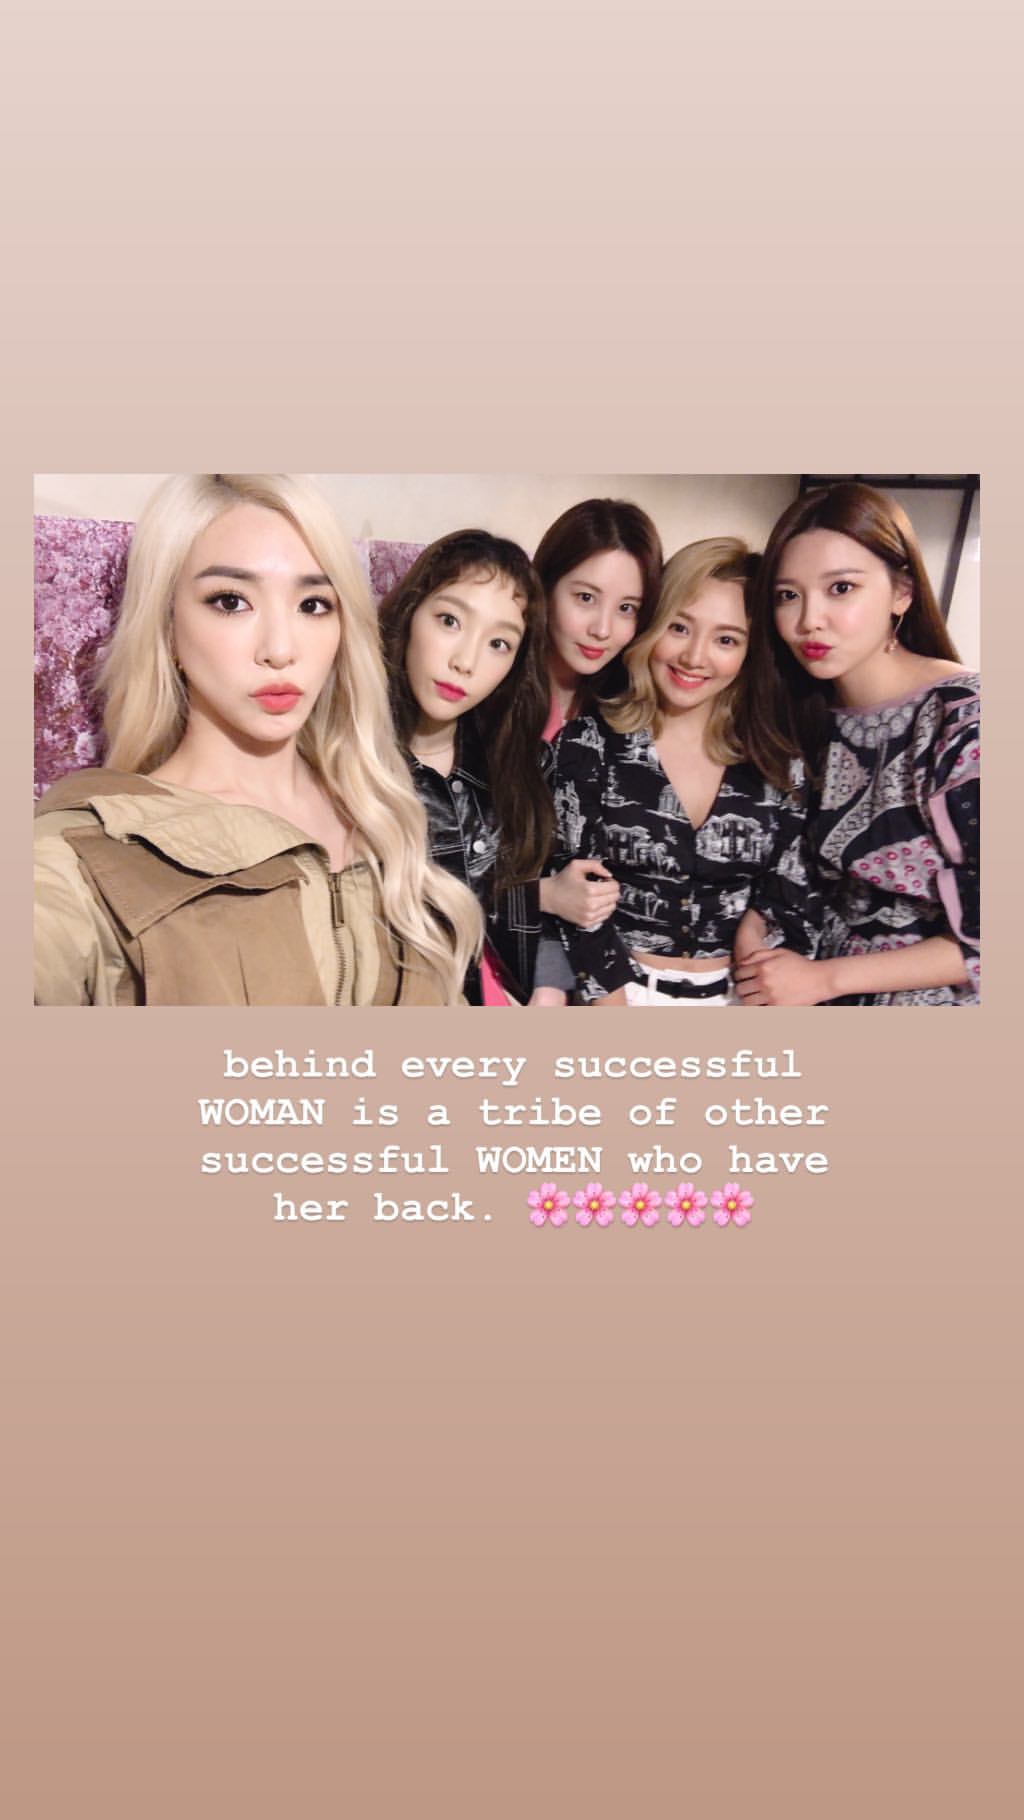 behind every successful
WOMAN is a tribe of other
successful WOMEN who have
her back. 🌸🌸🌸🌸🌸